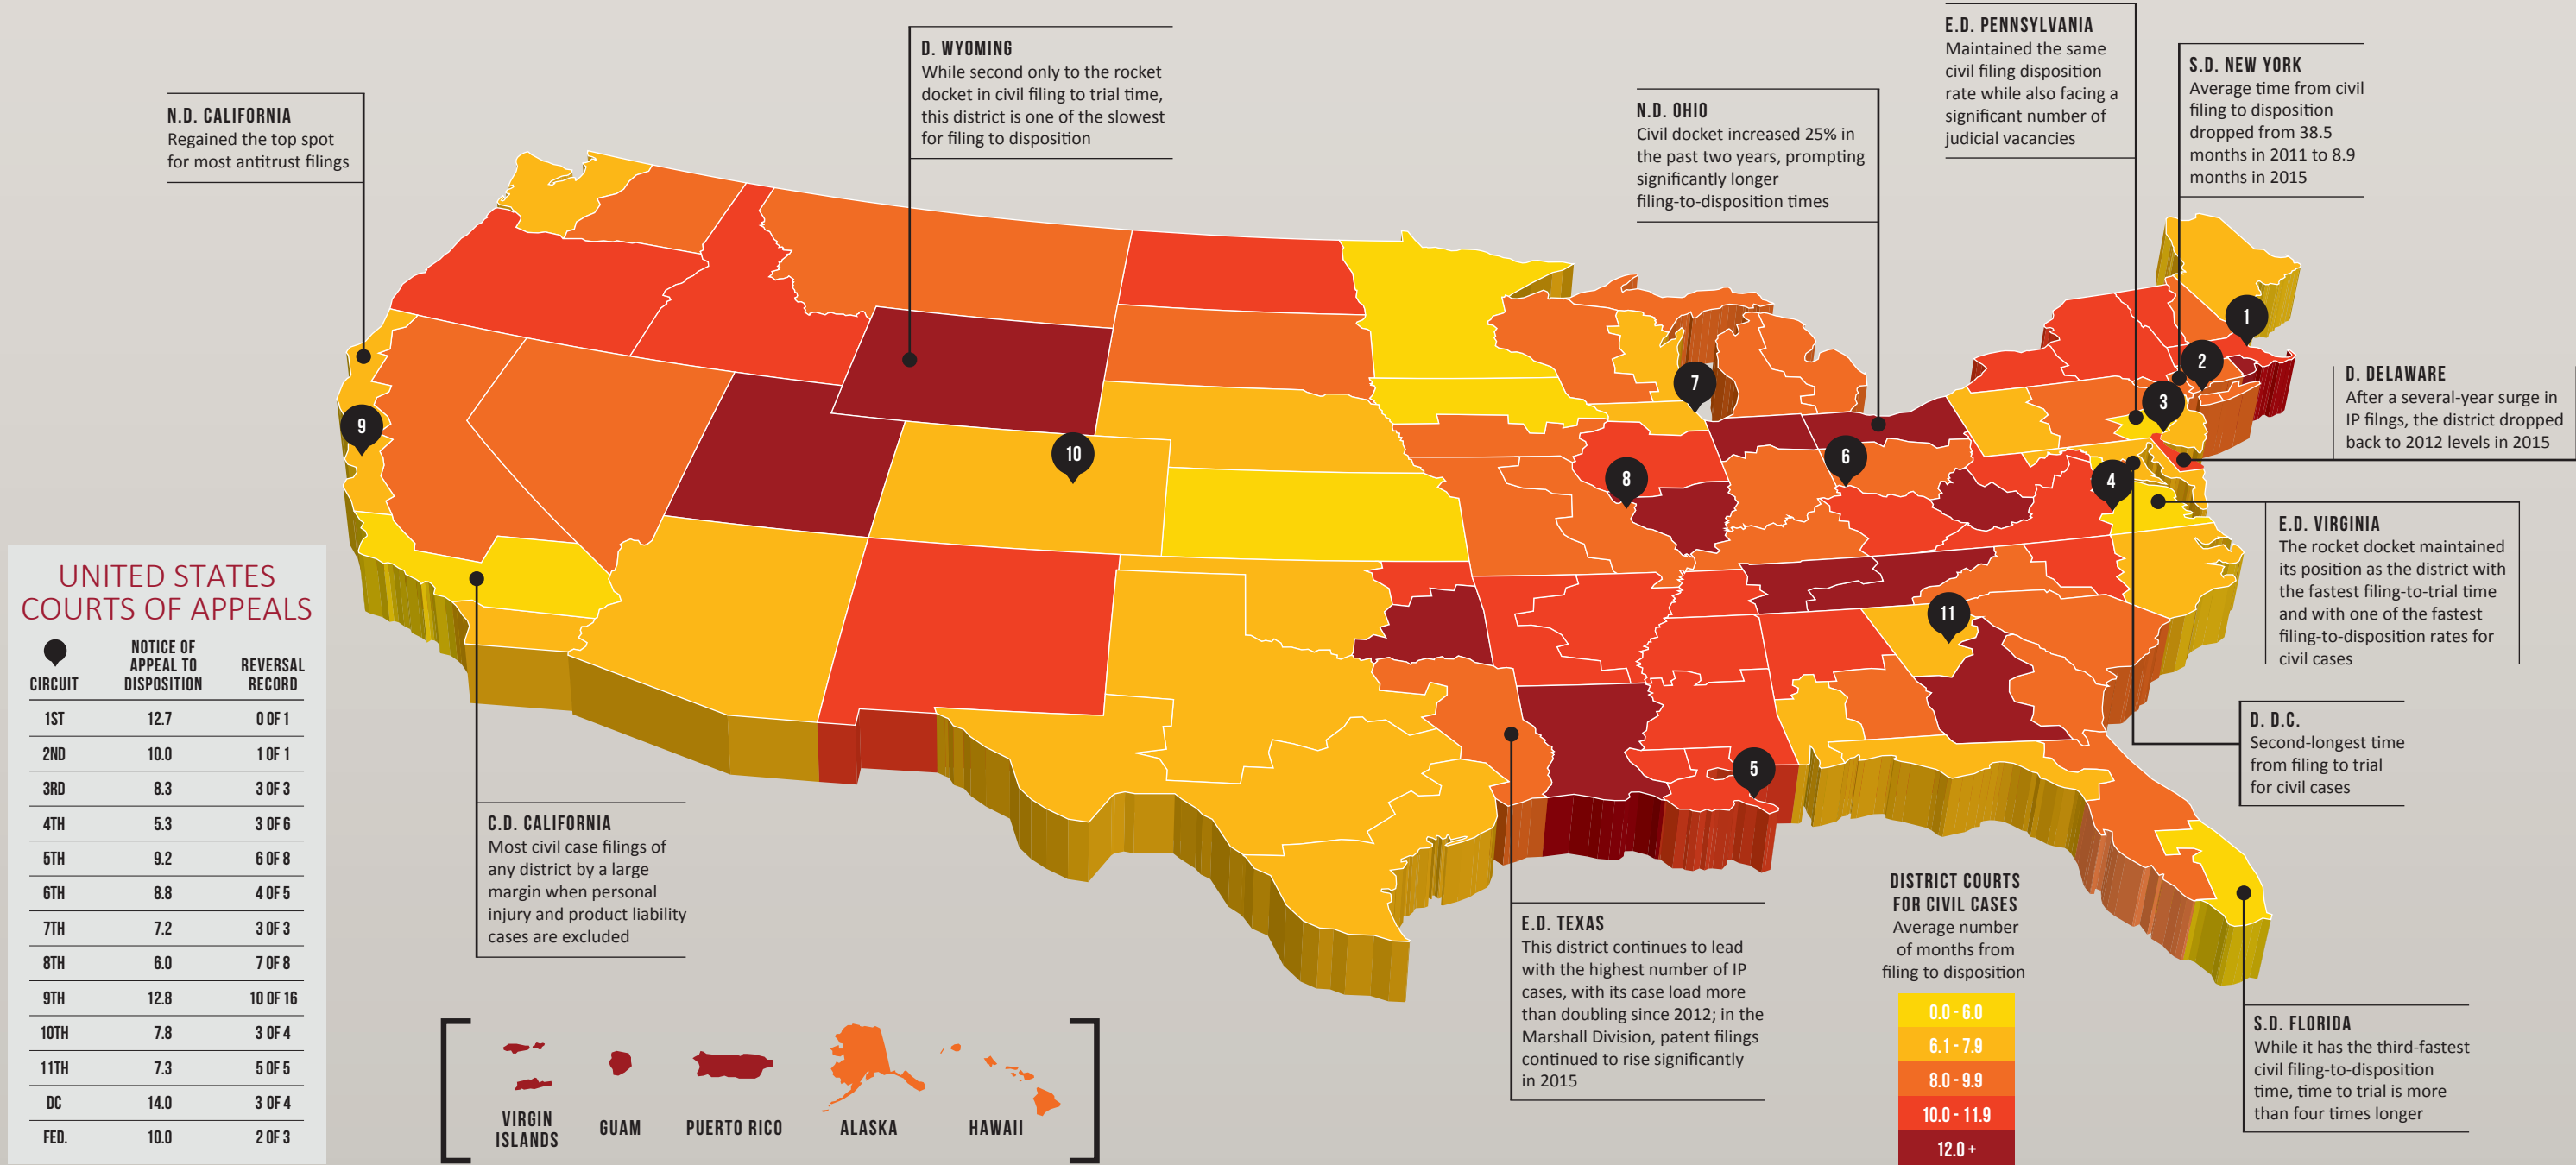 N.D. CALIFORNIA
Regained the top spot
for most antitrust filings
D. WYOMING
While second only to the rocket
docket in civil filing to trial time,
this district is one of the slowest
for filing to disposition
N.D. OHIO
Civil docket increased 25% in
the past two years, prompting
significantly longer
filing-to-disposition times
E.D. PENNSYLVANIA
Maintained the same
civil filing disposition
rate while also facing a
significant number of
judicial vacancies
S.D. NEW YORK
Average time from civil
filing to disposition
dropped from 38.5
months in 2011 to 8.9
months in 2015
D. DELAWARE
After a several-year surge in
IP filngs, the district dropped
back to 2012 levels in 2015
E.D. VIRGINIA
The rocket docket maintained
its position as the district with
the fastest filing-to-trial time
and with one of the fastest
filing-to-disposition rates for
civil cases
D. D.C.
Second-longest time
from filing to trial
for civil cases
S.D. FLORIDA
While it has the third-fastest
civil filing-to-disposition
time, time to trial is more
than four times longer
E.D. TEXAS
This district continues to lead
with the highest number of IP
cases, with its case load more
than doubling since 2012; in the
Marshall Division, patent filings
continued to rise significantly
in 2015
C.D. CALIFORNIA
Most civil case filings of
any district by a large
margin when personal
injury and product liability
cases are excluded
1
2
3
4
5
6
7
8
9
10
11
UNITED STATES
COURTS OF APPEALS
CIRCUIT
NOTICE OF
APPEAL TO
DISPOSITION
REVERSAL
RECORD
1ST 12.7 0 OF 1
2ND 10.0 1 OF 1
3RD 8.3 3 OF 3
4TH 5.3 3 OF 6
5TH 9.2 6 OF 8
6TH 8.8 4 OF 5
7TH 7.2 3 OF 3
8TH 6.0 7 OF 8
9TH 12.8 10 OF 16
10TH 7.8 3 OF 4
11TH 7.3 5 OF 5
DC 14.0 3 OF 4
FED. 10.0 2 OF 3
VIRGIN
ISLANDS
GUAM
PUERTO RICO
ALASKA
HAWAII
DISTRICT COURTS
FOR CIVIL CASES
Average number
of months from
filing to disposition
0.0 - 6.0
6.1 - 7.9
8.0 - 9.9
10.0 - 11.9
12.0 +